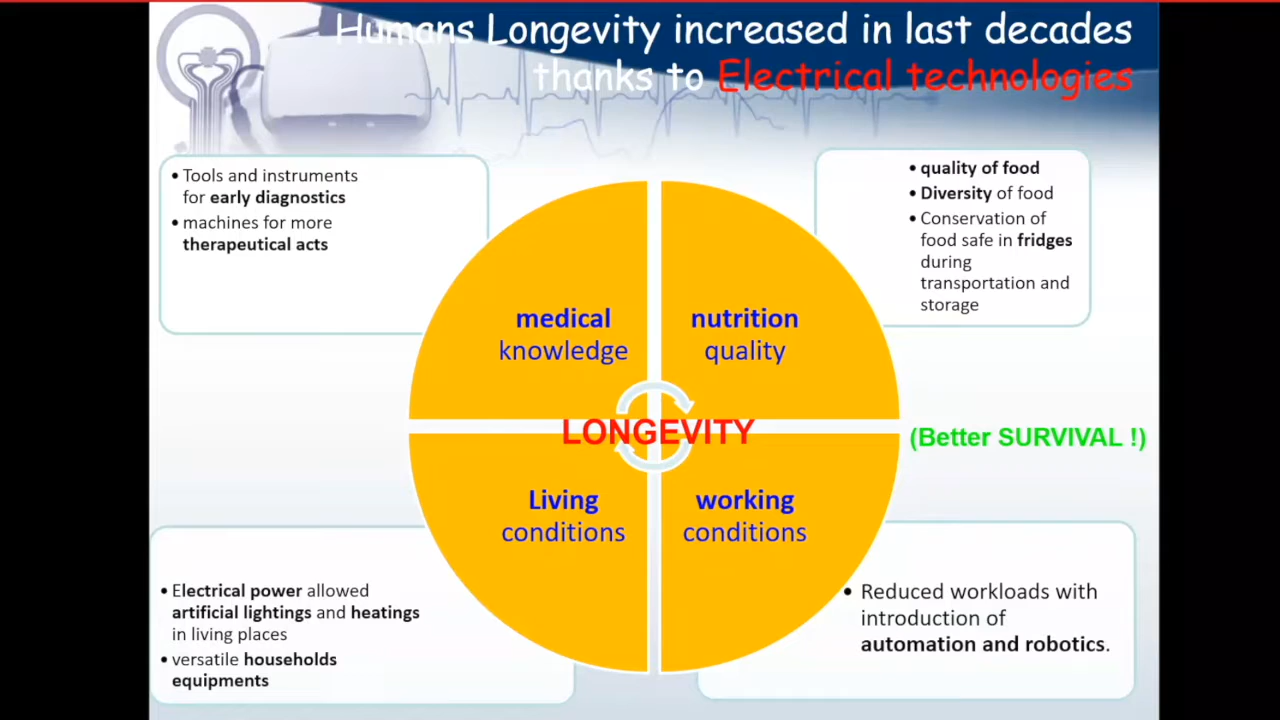 Humans Longevity increased in last decades
thanks to Electrical technologies
• Tools and instruments
for early diagnostics
• machines for more
therapeutical acts
• quality of food
• Diversity of food
• Conservation of
food safe in fridges
during
transportation and
storage
medical
knowledge
nutrition
quality
LONGEVITY
(Better SURVIVAL !)
Living
conditions
working
conditions
• Electrical power allowed
artificial lightings and heatings
in living places
• versatile households
equipments
• Reduced workloads with
introduction of
automation and robotics.